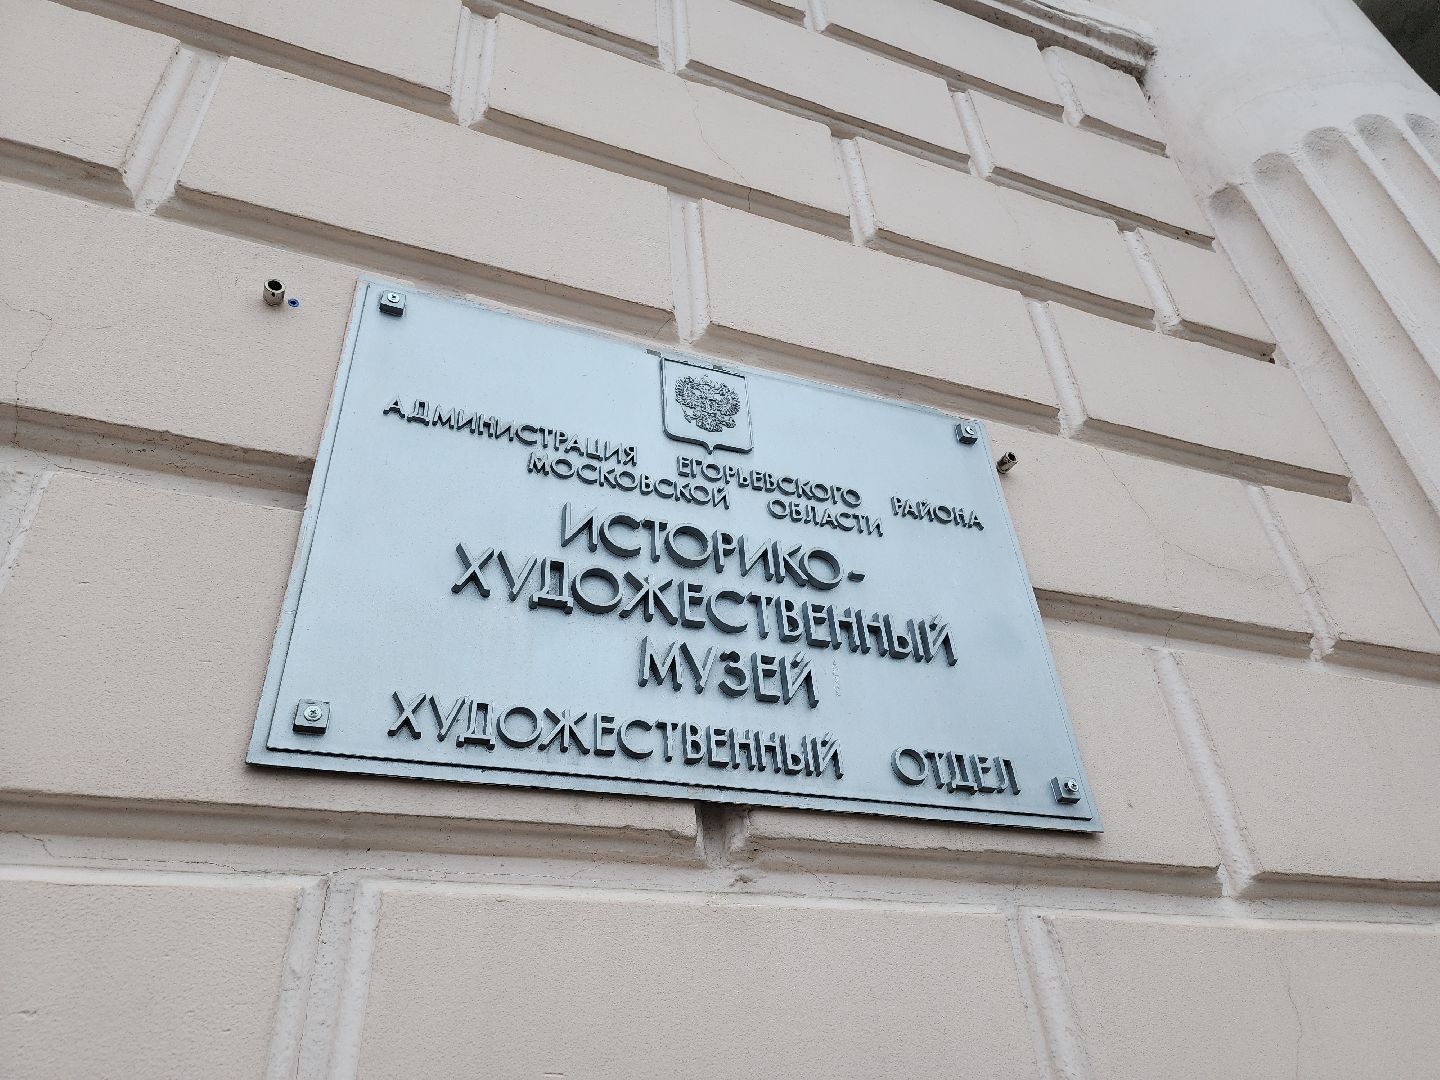 АДМИНИСТРАЦИЯ ЕГОРЬЕВСКОГО РАЙОНА
МОСКОВСКОЙ ОБЛАСТИ
ИСТОРИКО-
ХУДОЖЕСТВЕННЫЙ
МУЗЕЙ
ХУДОЖЕСТВЕННЫЙ ОТДЕЛ